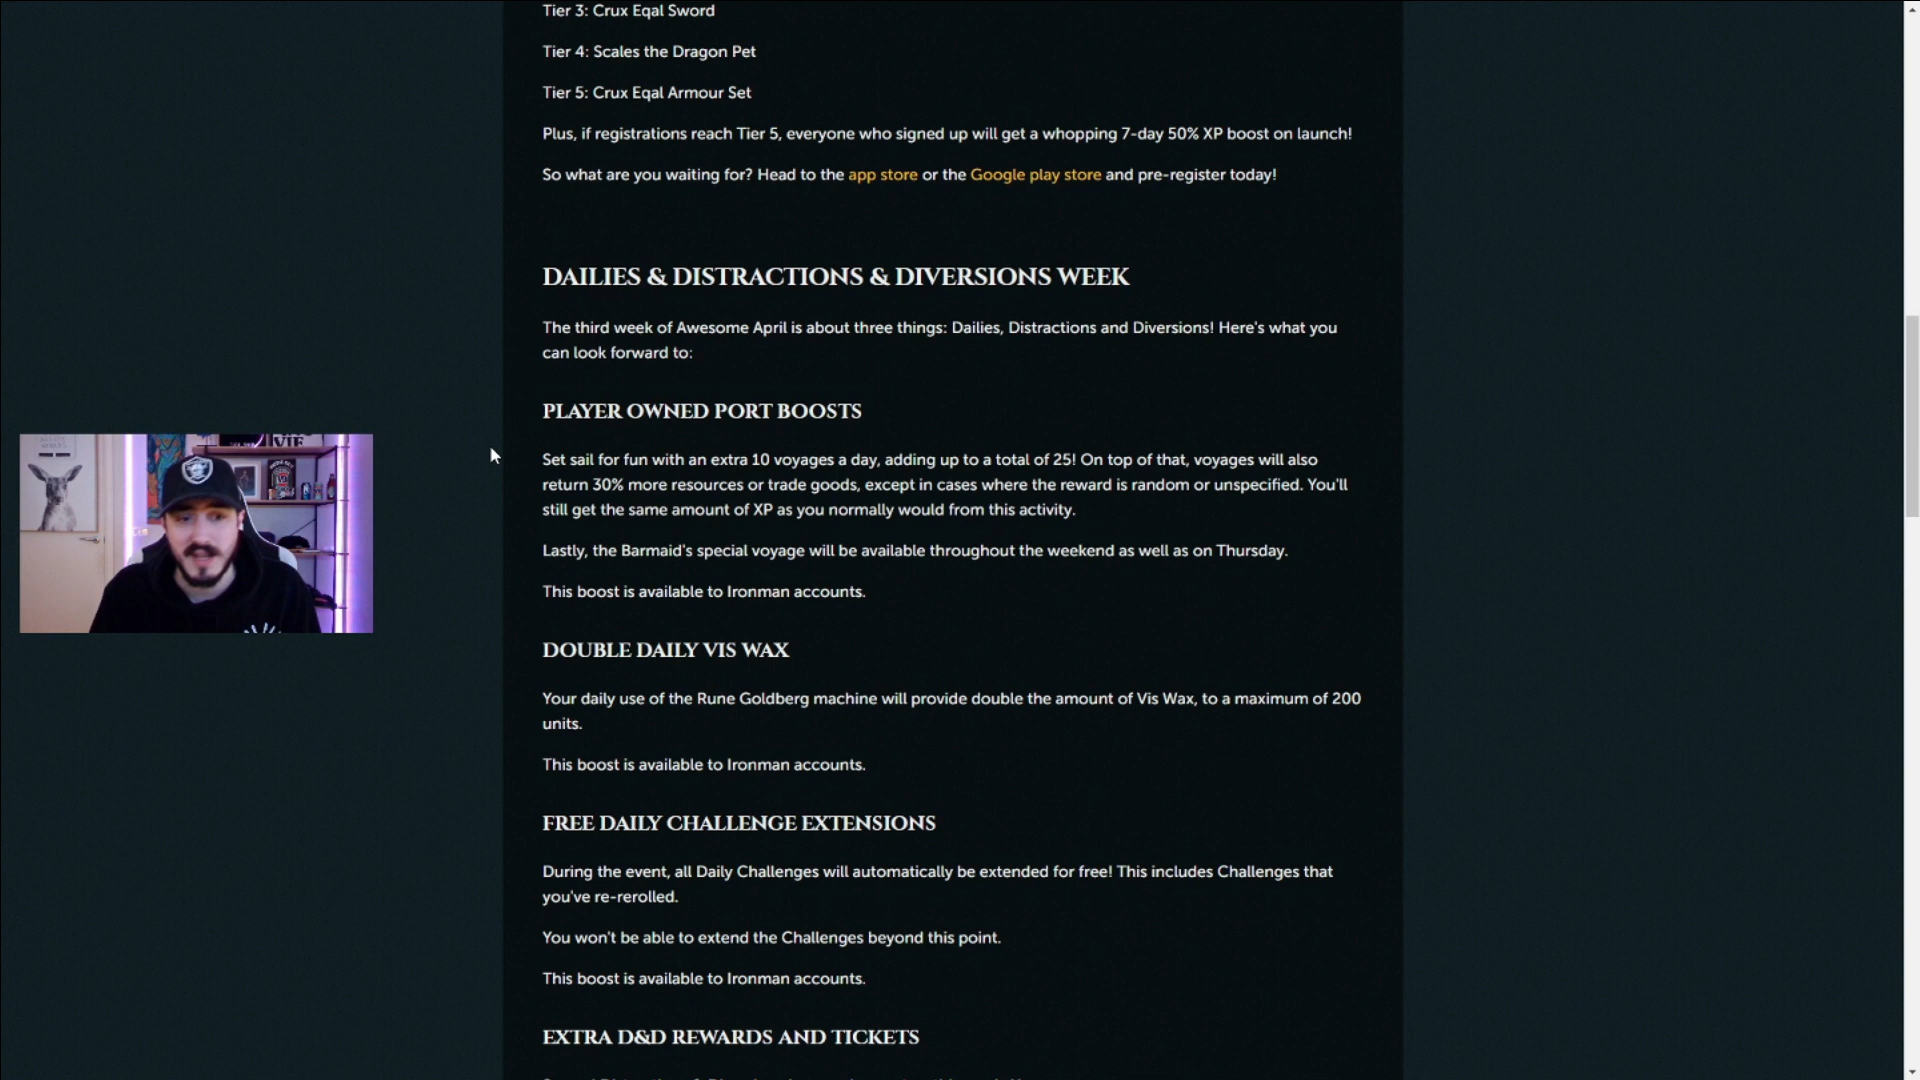 Tier 3: Crux Eqal Sword
Tier 4: Scales the Dragon Pet
Tier 5: Crux Eqal Armour Set
Plus, if registrations reach Tier 5, everyone who signed up will get a whopping 7-day 50% XP boost on launch!
So what are you waiting for? Head to the app store or the Google play store and pre-register today!
DAILIES & DISTRACTIONS & DIVERSIONS WEEK
The third week of Awesome April is about three things: Dailies, Distractions and Diversions! Here's what you
can look forward to:
PLAYER OWNED PORT BOOSTS
Set sail for fun with an extra 10 voyages a day, adding up to a total of 25! On top of that, voyages will also
return 30% more resources or trade goods, except in cases where the reward is random or unspecified. You'll
still get the same amount of XP as you normally would from this activity.
Lastly, the Barmaid's special voyage will be available throughout the weekend as well as on Thursday.
This boost is available to Ironman accounts.
DOUBLE DAILY VIS WAX
Your daily use of the Rune Goldberg machine will provide double the amount of Vis Wax, to a maximum of 200
units.
This boost is available to Ironman accounts.
FREE DAILY CHALLENGE EXTENSIONS
During the event, all Daily Challenges will automatically be extended for free! This includes Challenges that
you've re-rerolled.
You won't be able to extend the Challenges beyond this point.
This boost is available to Ironman accounts.
EXTRA D&D REWARDS AND TICKETS